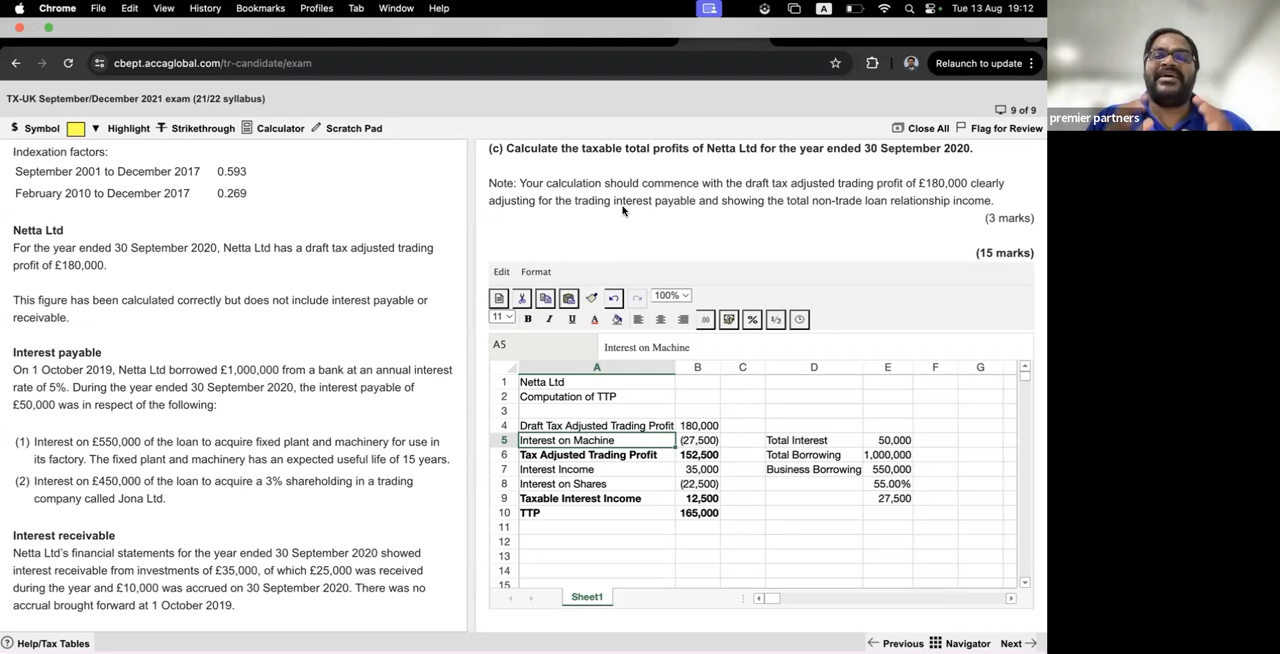 Chrome File Edit View History Bookmarks Profiles Tab Window Help A Tue 13 Aug 19:12
cbept.accaglobal.com/tr-candidate/exam Relaunch to update
TX-UK September/December 2021 exam (21/22 syllabus)
9 of 9
$ Symbol Highlight Strikethrough Calculator Scratch Pad Close All Flag for Review
premier partners
Indexation factors:
September 2001 to December 2017 0.593
February 2010 to December 2017 0.269
Netta Ltd
For the year ended 30 September 2020, Netta Ltd has a draft tax adjusted trading
profit of £180,000.
This figure has been calculated correctly but does not include interest payable or
receivable.
Interest payable
On 1 October 2019, Netta Ltd borrowed £1,000,000 from a bank at an annual interest
rate of 5%. During the year ended 30 September 2020, the interest payable of
£50,000 was in respect of the following:
(1) Interest on £550,000 of the loan to acquire fixed plant and machinery for use in
its factory. The fixed plant and machinery has an expected useful life of 15 years.
(2) Interest on £450,000 of the loan to acquire a 3% shareholding in a trading
company called Jona Ltd.
Interest receivable
Netta Ltd's financial statements for the year ended 30 September 2020 showed
interest receivable from investments of £35,000, of which £25,000 was received
during the year and £10,000 was accrued on 30 September 2020. There was no
accrual brought forward at 1 October 2019.
(c) Calculate the taxable total profits of Netta Ltd for the year ended 30 September 2020.
Note: Your calculation should commence with the draft tax adjusted trading profit of £180,000 clearly
adjusting for the trading interest payable and showing the total non-trade loan relationship income.
(3 marks)
(15 marks)
Edit Format
100%
11 B I U A .00 % 1/2
A5 Interest on Machine
A B C D E F G
1 Netta Ltd
2 Computation of TTP
3
4 Draft Tax Adjusted Trading Profit 180,000
5 Interest on Machine (27,500) Total Interest 50,000
6 Tax Adjusted Trading Profit 152,500 Total Borrowing 1,000,000
7 Interest Income 35,000 Business Borrowing 550,000
8 Interest on Shares (22,500) 55.00%
9 Taxable Interest Income 12,500 27,500
10 TTP 165,000
11
12
13
14
15
Sheet1
Help/Tax Tables Previous Navigator Next